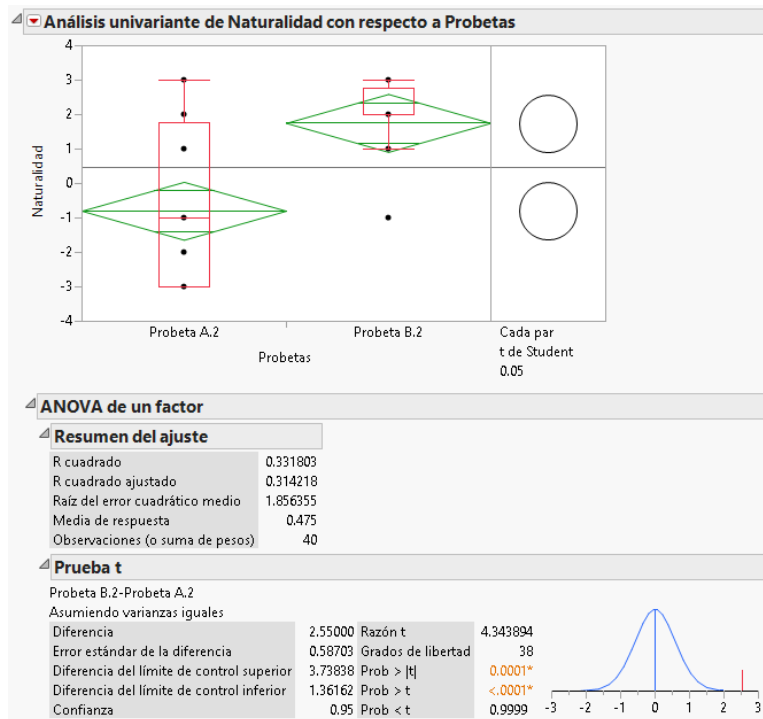 Análisis univariante de Naturalidad con respecto a Probetas
4
3
2
1
0
-1
-2
-3
-4
Naturalidad
Probeta A.2
Probeta B.2
Probetas
Cada par
t de Student
0.05
ANOVA de un factor
Resumen del ajuste
R cuadrado 0.331803
R cuadrado ajustado 0.314218
Raíz del error cuadrático medio 1.856355
Media de respuesta 0.475
Observaciones (o suma de pesos) 40
Prueba t
Probeta B.2-Probeta A.2
Asumiendo varianzas iguales
Diferencia 2.55000 Razón t 4.343894
Error estándar de la diferencia 0.58703 Grados de libertad 38
Diferencia del límite de control superior 3.73838 Prob > |t| 0.0001*
Diferencia del límite de control inferior 1.36162 Prob > t <.0001*
Confianza 0.95 Prob < t 0.9999
-3 -2 -1 0 1 2 3